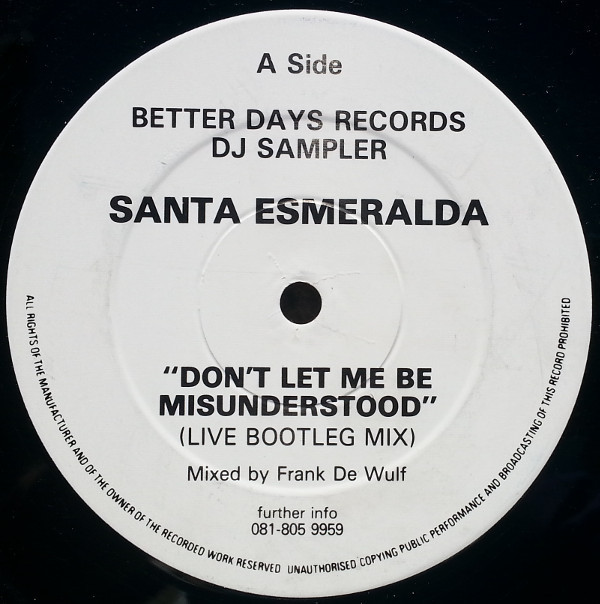 A Side
BETTER DAYS RECORDS
DJ SAMPLER
SANTA ESMERALDA
"DON'T LET ME BE
MISUNDERSTOOD"
(LIVE BOOTLEG MIX)
Mixed by Frank De Wulf
further info
081-805 9959
ALL RIGHTS OF THE MANUFACTURER AND OF THE OWNER OF THE RECORDED WORK RESERVED UNAUTHORISED COPYING PUBLIC PERFORMANCE AND BROADCASTING OF THIS RECORD PROHIBITED